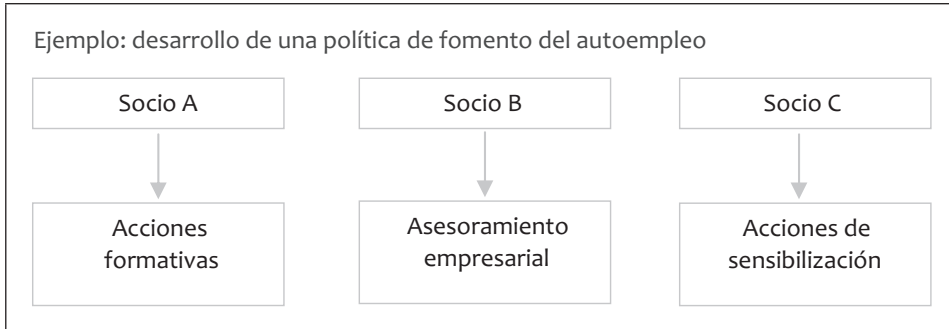 Ejemplo: desarrollo de una política de fomento del autoempleo
Socio A
Socio B
Socio C
Acciones
formativas
Asesoramiento
empresarial
Acciones de
sensibilización